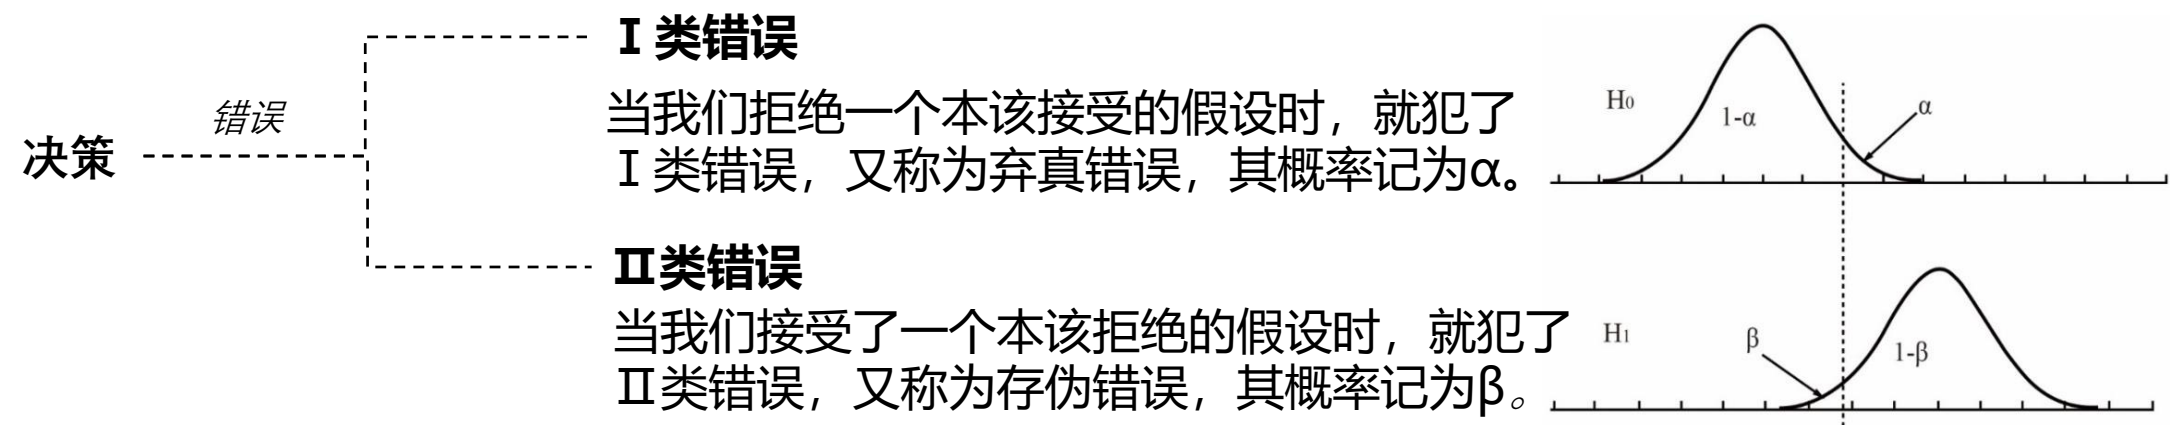 决策
错误
Ⅰ类错误
当我们拒绝一个本该接受的假设时，就犯了
Ⅰ类错误，又称为弃真错误，其概率记为α。
Ⅱ类错误
当我们接受了一个本该拒绝的假设时，就犯了
Ⅱ类错误，又称为存伪错误，其概率记为β。
H0
1-α
α
H1
β
1-β